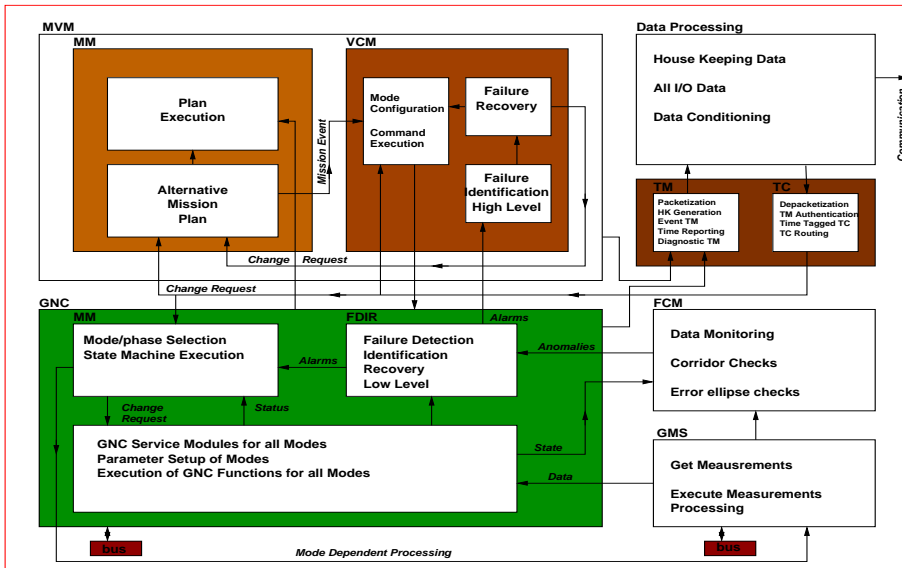 MVM
MM
Plan
Execution
Alternative
Mission
Plan
Mission Event
VCM
Mode
Configuration
Command
Execution
Failure
Recovery
Failure
Identification
High Level
Change Request
Change Request
Data Processing
House Keeping Data
All I/O Data
Data Conditioning
Communication
TM
Packetization
HK Generation
Event TM
Time Reporting
Diagnostic TM
TC
Depacketization
TM Authentication
Time Tagged TC
TC Routing
GNC
MM
Mode/phase Selection
State Machine Execution
Alarms
FDIR
Failure Detection
Identification
Recovery
Low Level
Alarms
Anomalies
Change
Request
Status
GNC Service Modules for all Modes
Parameter Setup of Modes
Execution of GNC Functions for all Modes
State
Data
FCM
Data Monitoring
Corridor Checks
Error ellipse checks
GMS
Get Meausrements
Execute Measurements
Processing
bus
Mode Dependent Processing
bus